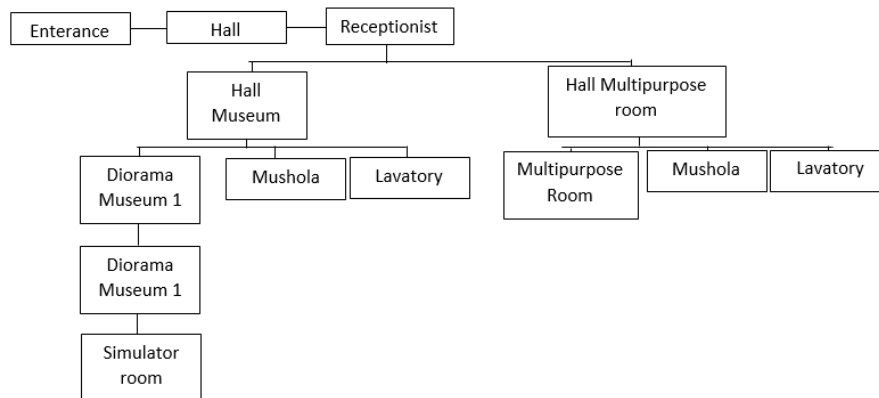 Enterance
Hall
Receptionist
Hall
Museum
Hall Multipurpose
room
Diorama
Museum 1
Mushola
Lavatory
Multipurpose
Room
Mushola
Lavatory
Diorama
Museum 1
Simulator
room